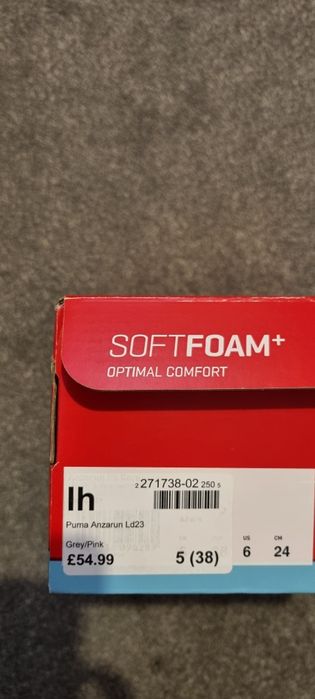 SOFTFOAM+
OPTIMAL COMFORT
lh
2 271738-02 250 5
Puma Anzarun Ld23
Grey/Pink
£54.99
5 (38)
US
6
CM
24